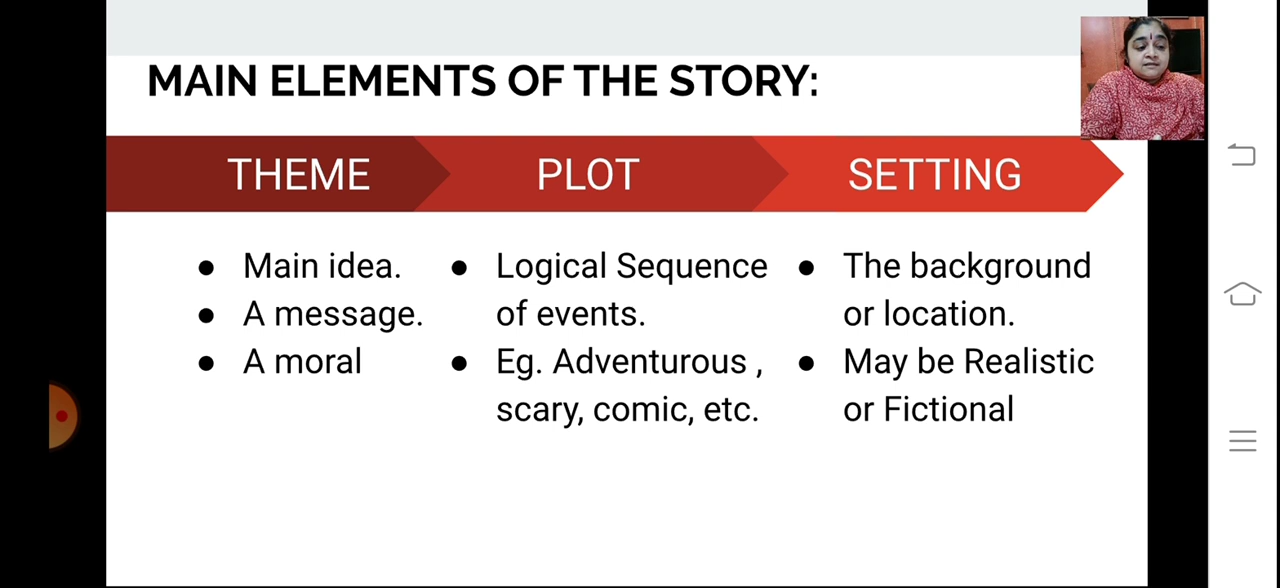 MAIN ELEMENTS OF THE STORY:
THEME
PLOT
SETTING
● Main idea.
● A message.
● A moral
● Logical Sequence
of events.
● Eg. Adventurous ,
scary, comic, etc.
● The background
or location.
● May be Realistic
or Fictional